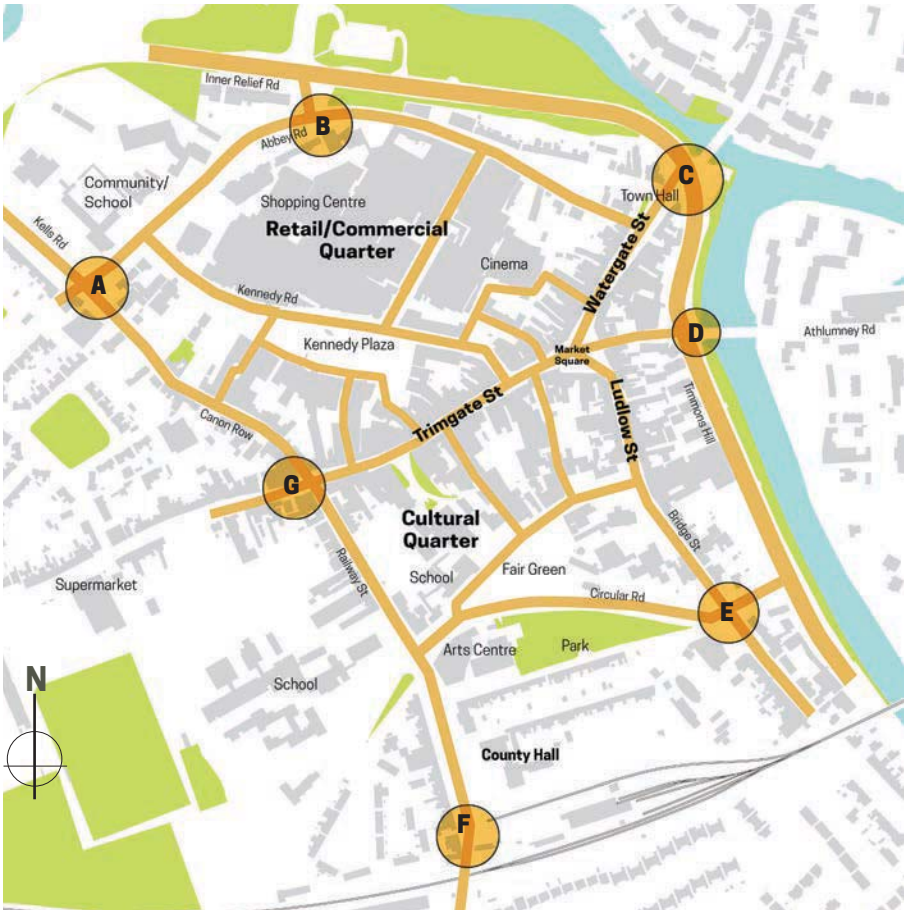 Inner Relief Rd
B
Abbey Rd
C
Community/
School
Shopping Centre
Town Hall
Retail/Commercial
Quarter
Kells Rd
Watergate St
Cinema
A
Kennedy Rd
D
Athlumney Rd
Kennedy Plaza
Market
Square
Timmons Hill
Trimgate St
Ludlow St
Canon Row
G
Cultural
Quarter
Bridge St
Railway St
School
Fair Green
Supermarket
Circular Rd
E
Arts Centre
Park
N
School
County Hall
F